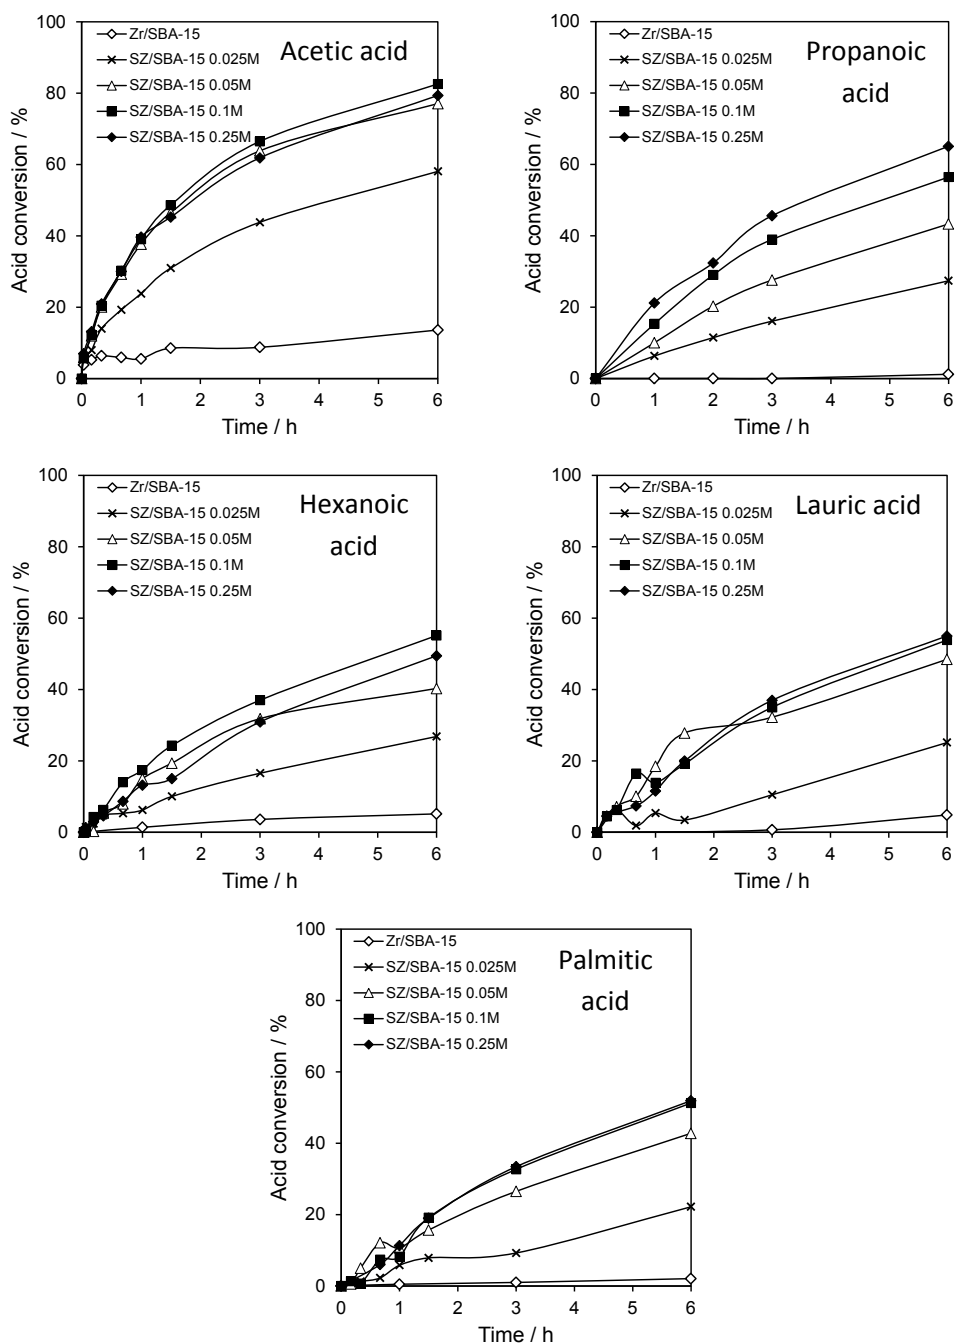 Acetic acid
Acid conversion / %
100
80
60
40
20
0
Zr/SBA-15
SZ/SBA-15 0.025M
SZ/SBA-15 0.05M
SZ/SBA-15 0.1M
SZ/SBA-15 0.25M
0 1 2 3 4 5 6
Time / h
Propanoic
acid
Acid conversion / %
100
80
60
40
20
0
Zr/SBA-15
SZ/SBA-15 0.025M
SZ/SBA-15 0.05M
SZ/SBA-15 0.1M
SZ/SBA-15 0.25M
0 1 2 3 4 5 6
Time / h
Hexanoic
acid
Acid conversion / %
100
80
60
40
20
0
Zr/SBA-15
SZ/SBA-15 0.025M
SZ/SBA-15 0.05M
SZ/SBA-15 0.1M
SZ/SBA-15 0.25M
0 1 2 3 4 5 6
Time / h
Lauric acid
Acid conversion / %
100
80
60
40
20
0
Zr/SBA-15
SZ/SBA-15 0.025M
SZ/SBA-15 0.05M
SZ/SBA-15 0.1M
SZ/SBA-15 0.25M
0 1 2 3 4 5 6
Time / h
Palmitic
acid
Acid conversion / %
100
80
60
40
20
0
Zr/SBA-15
SZ/SBA-15 0.025M
SZ/SBA-15 0.05M
SZ/SBA-15 0.1M
SZ/SBA-15 0.25M
0 1 2 3 4 5 6
Time / h